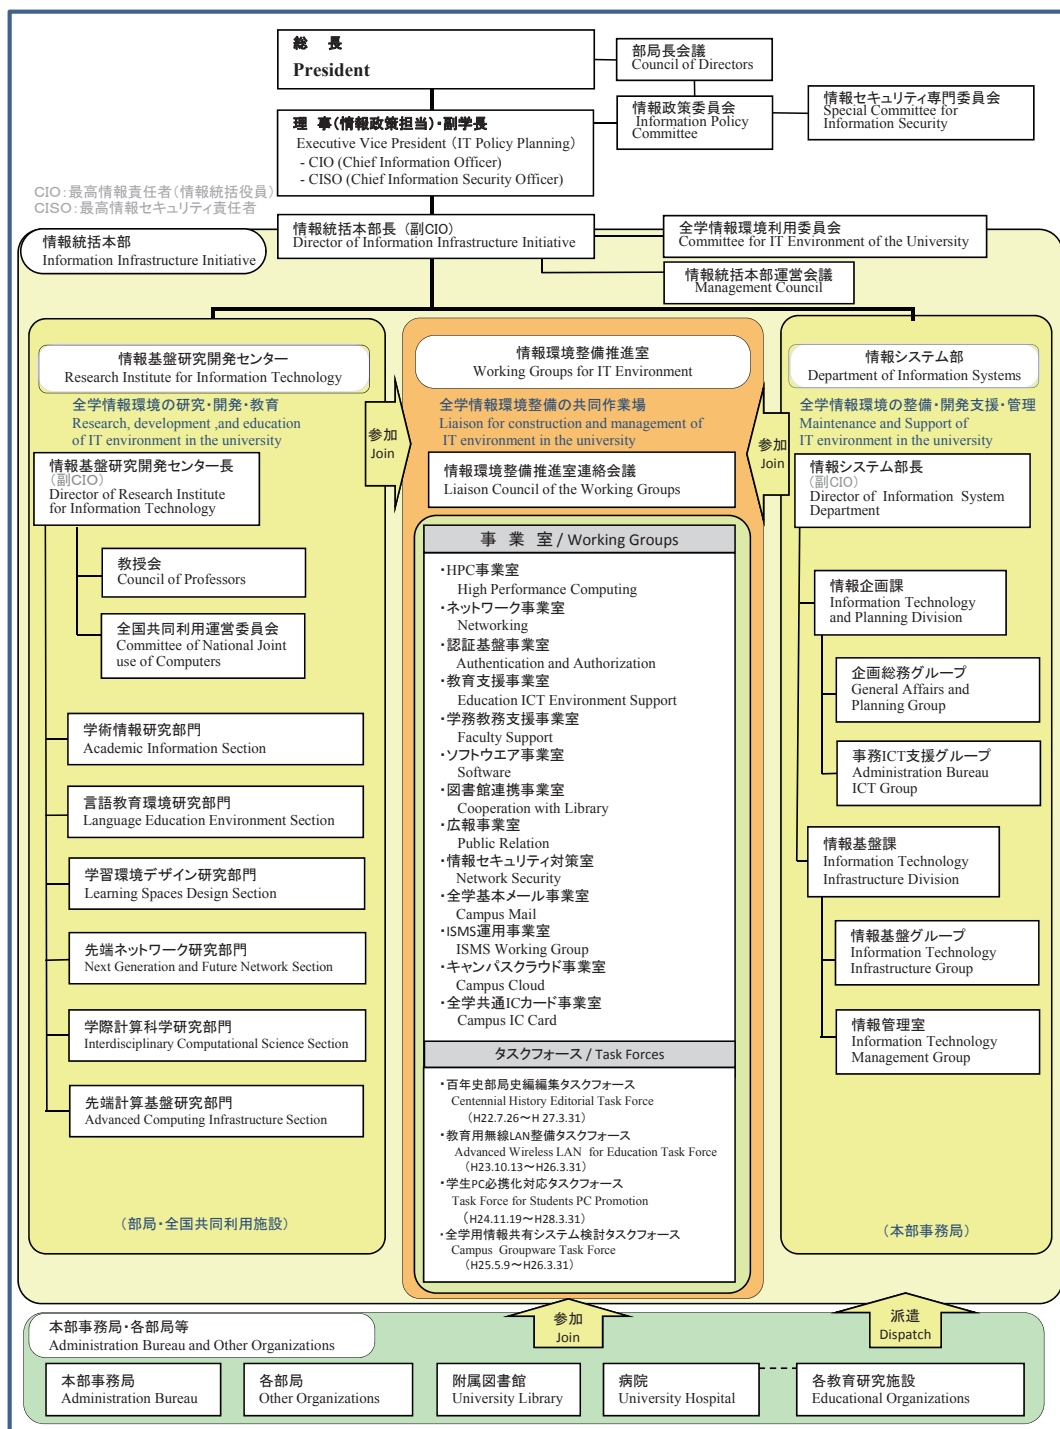 総 長
President
部局長会議
Council of Directors
理 事(情報政策担当)・副学長
Executive Vice President (IT Policy Planning)
- CIO (Chief Information Officer)
- CISO (Chief Information Security Officer)
情報政策委員会
Information Policy
Committee
情報セキュリティ専門委員会
Special Committee for
Information Security
CIO:最高情報責任者(情報統括役員)
CISO:最高情報セキュリティ責任者
情報統括本部
Information Infrastructure Initiative
情報統括本部長 (副CIO)
Director of Information Infrastructure Initiative
全学情報環境利用委員会
Committee for IT Environment of the University
情報統括本部運営会議
Management Council
情報基盤研究開発センター
Research Institute for Information Technology
全学情報環境の研究・開発・教育
Research, development ,and education
of IT environment in the university
情報基盤研究開発センター長
(副CIO)
Director of Research Institute
for Information Technology
教授会
Council of Professors
全国共同利用運営委員会
Committee of National Joint
use of Computers
学術情報研究部門
Academic Information Section
言語教育環境研究部門
Language Education Environment Section
学習環境デザイン研究部門
Learning Spaces Design Section
先端ネットワーク研究部門
Next Generation and Future Network Section
学際計算科学研究部門
Interdisciplinary Computational Science Section
先端計算基盤研究部門
Advanced Computing Infrastructure Section
(部局・全国共同利用施設)
参加
Join
情報環境整備推進室
Working Groups for IT Environment
全学情報環境整備の共同作業場
Liaison for construction and management of
IT environment in the university
情報環境整備推進室連絡会議
Liaison Council of the Working Groups
事 業 室 / Working Groups
・HPC事業室
High Performance Computing
・ネットワーク事業室
Networking
・認証基盤事業室
Authentication and Authorization
・教育支援事業室
Education ICT Environment Support
・学務教務支援事業室
Faculty Support
・ソフトウエア事業室
Software
・図書館連携事業室
Cooperation with Library
・広報事業室
Public Relation
・情報セキュリティ対策室
Network Security
・全学基本メール事業室
Campus Mail
・ISMS運用事業室
ISMS Working Group
・キャンパスクラウド事業室
Campus Cloud
・全学共通ICカード事業室
Campus IC Card
タスクフォース / Task Forces
・百年史部局史編編集タスクフォース
Centennial History Editorial Task Force
(H22.7.26～H 27.3.31)
・教育用無線LAN整備タスクフォース
Advanced Wireless LAN for Education Task Force
(H23.10.13～H26.3.31)
・学生PC必携化対応タスクフォース
Task Force for Students PC Promotion
(H24.11.19～H28.3.31)
・全学用情報共有システム検討タスクフォース
Campus Groupware Task Force
(H25.5.9～H26.3.31)
参加
Join
情報システム部
Department of Information Systems
全学情報環境の整備・開発支援・管理
Maintenance and Support of
IT environment in the university
情報システム部長
(副CIO)
Director of Information System
Department
情報企画課
Information Technology
and Planning Division
企画総務グループ
General Affairs and
Planning Group
事務ICT支援グループ
Administration Bureau
ICT Group
情報基盤課
Information Technology
Infrastructure Division
情報基盤グループ
Information Technology
Infrastructure Group
情報管理室
Information Technology
Management Group
(本部事務局)
参加
Join
派遣
Dispatch
本部事務局・各部局等
Administration Bureau and Other Organizations
本部事務局
Administration Bureau
各部局
Other Organizations
附属図書館
University Library
病院
University Hospital
各教育研究施設
Educational Organizations